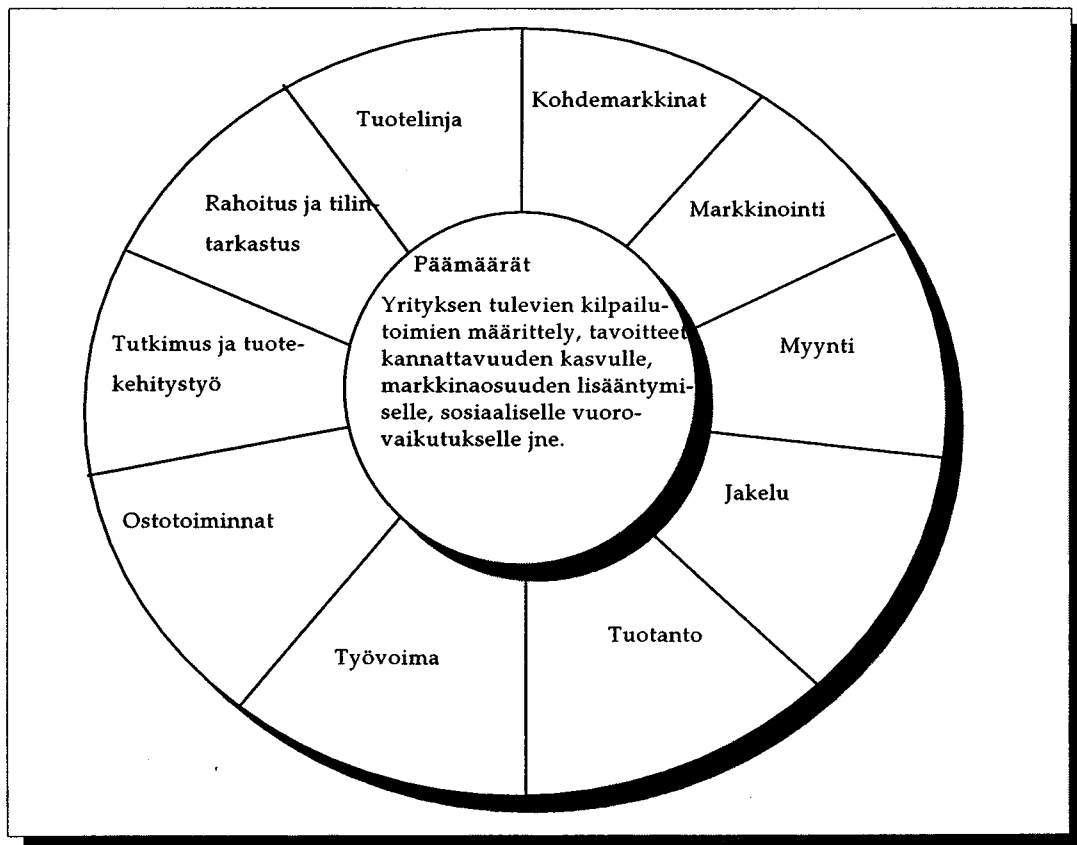 Kohdemarkkinat
Tuotelinja
Markkinointi
Rahoitus ja tilin-
tarkastus
Päämäärät
Yrityksen tulevien kilpailu-
toimien määrittely, tavoitteet
kannattavuuden kasvulle,
markkinaosuuden lisääntymi-
selle, sosiaaliselle vuoro-
vaikutukselle jne.
Tutkimus ja tuote-
kehitystyö
Myynti
Jakelu
Ostotoiminnat
Tuotanto
Työvoima